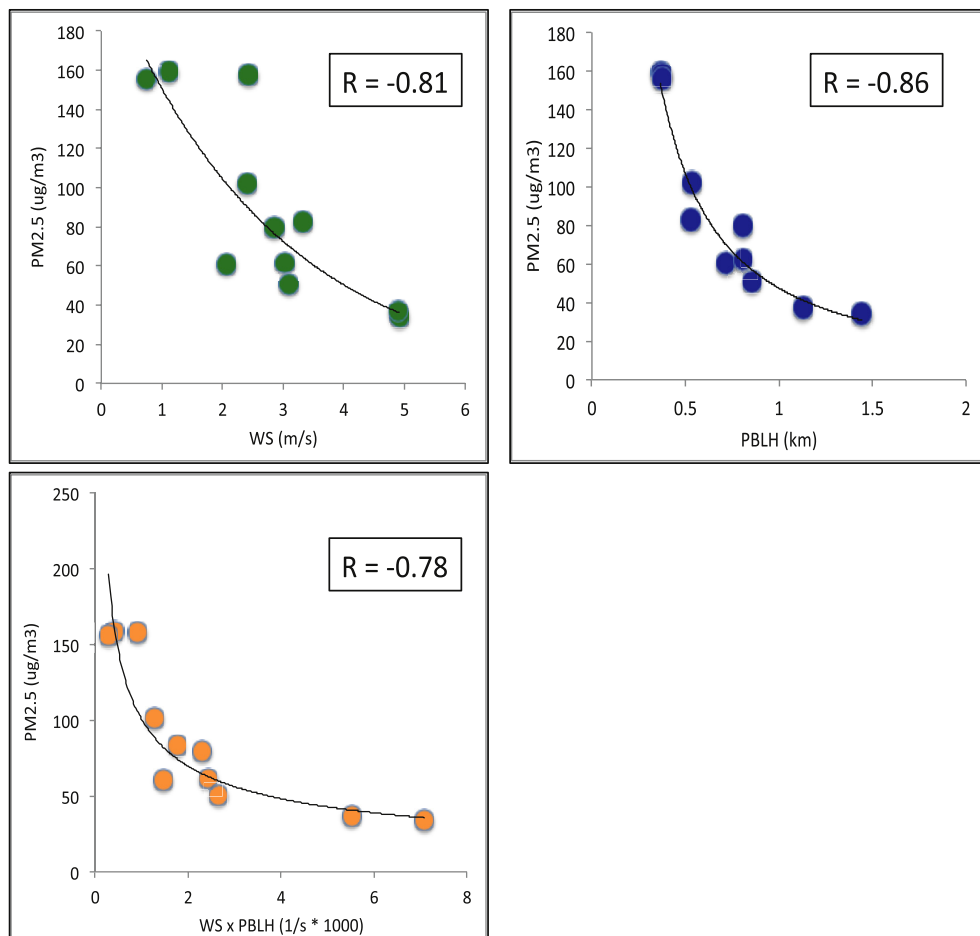 180
160
140
120
100
80
60
40
20
0
PM2.5 (ug/m3)
R = -0.81
0 1 2 3 4 5 6
WS (m/s)
180
160
140
120
100
80
60
40
20
0
PM2.5 (ug/m3)
R = -0.86
0 0.5 1 1.5 2
PBLH (km)
250
200
150
100
50
0
PM2.5 (ug/m3)
R = -0.78
0 2 4 6 8
WS x PBLH (1/s * 1000)